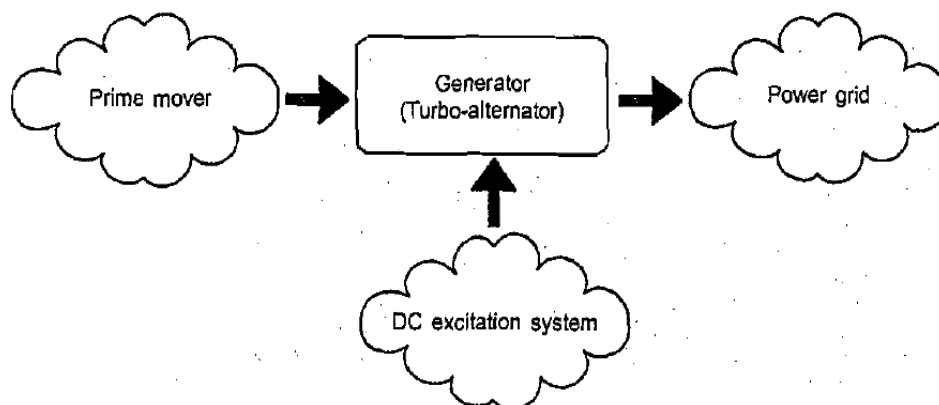 Prime mover
Generator
(Turbo-alternator)
Power grid
DC excitation system